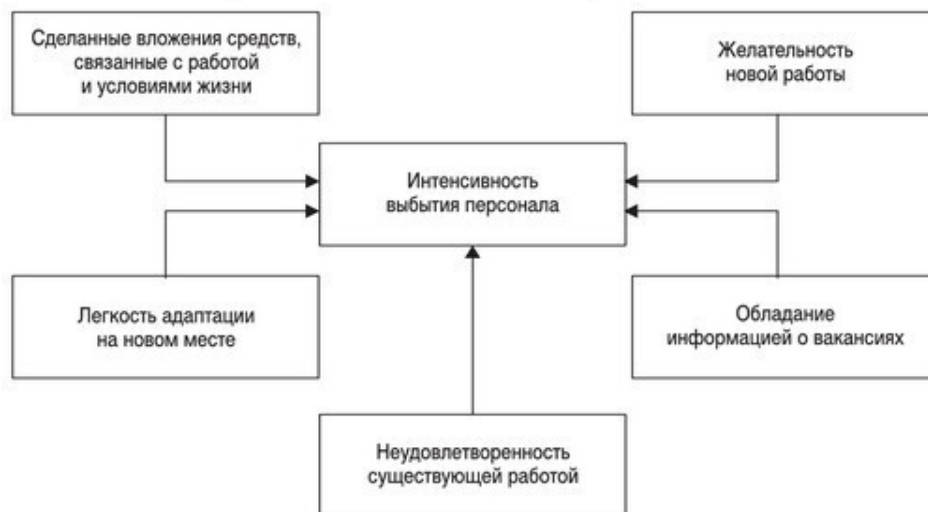 Сделанные вложения средств,
связанные с работой
и условиями жизни
Желательность
новой работы
Интенсивность
выбытия персонала
Легкость адаптации
на новом месте
Обладание
информацией о вакансиях
Неудовлетворенность
существующей работой